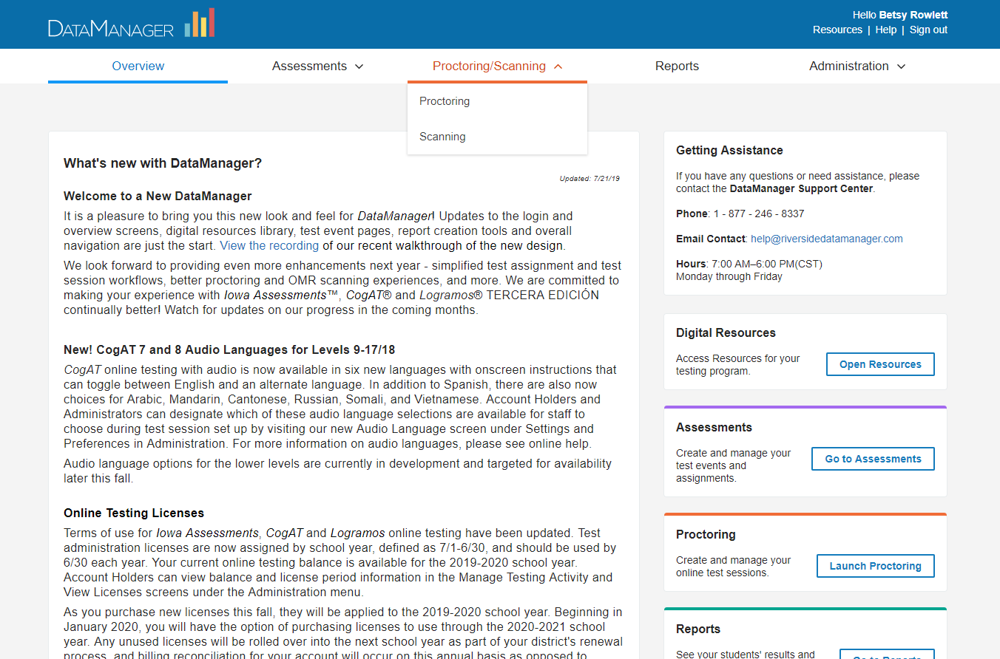 DATAMANAGER
Hello Betsy Rowlett
Resources | Help | Sign out
Overview
Assessments
Proctoring/Scanning
Reports
Administration
Proctoring
Scanning
What's new with DataManager?
Updated: 7/21/19
Welcome to a New DataManager
It is a pleasure to bring you this new look and feel for DataManager! Updates to the login and
overview screens, digital resources library, test event pages, report creation tools and overall
navigation are just the start. View the recording of our recent walkthrough of the new design.
We look forward to providing even more enhancements next year - simplified test assignment and test
session workflows, better proctoring and OMR scanning experiences, and more. We are committed to
making your experience with Iowa Assessments™, CogAT® and Logramos® TERCERA EDICIÓN
continually better! Watch for updates on our progress in the coming months.
New! CogAT 7 and 8 Audio Languages for Levels 9-17/18
CogAT online testing with audio is now available in six new languages with onscreen instructions that
can toggle between English and an alternate language. In addition to Spanish, there are also now
choices for Arabic, Mandarin, Cantonese, Russian, Somali, and Vietnamese. Account Holders and
Administrators can designate which of these audio language selections are available for staff to
choose during test session set up by visiting our new Audio Language screen under Settings and
Preferences in Administration. For more information on audio languages, please see online help.
Audio language options for the lower levels are currently in development and targeted for availability
later this fall.
Online Testing Licenses
Terms of use for Iowa Assessments, CogAT and Logramos online testing have been updated. Test
administration licenses are now assigned by school year, defined as 7/1-6/30, and should be used by
6/30 each year. Your current online testing balance is available for the 2019-2020 school year.
Account Holders can view balance and license period information in the Manage Testing Activity and
View Licenses screens under the Administration menu.
As you purchase new licenses this fall, they will be applied to the 2019-2020 school year. Beginning in
January 2020, you will have the option of purchasing licenses to use through the 2020-2021 school
year. Any unused licenses will be rolled over into the next school year as part of your district's renewal
process, and billing reconciliation for your account will occur on this annual basis as opposed to
Getting Assistance
If you have any questions or need assistance, please
contact the DataManager Support Center.
Phone: 1 - 877 - 246 - 8337
Email Contact: help@riversidedatamanager.com
Hours: 7:00 AM–6:00 PM(CST)
Monday through Friday
Digital Resources
Access Resources for your
testing program.
Open Resources
Assessments
Create and manage your
test events and
assignments.
Go to Assessments
Proctoring
Create and manage your
online test sessions.
Launch Proctoring
Reports
See your students' results and
Go to Reports